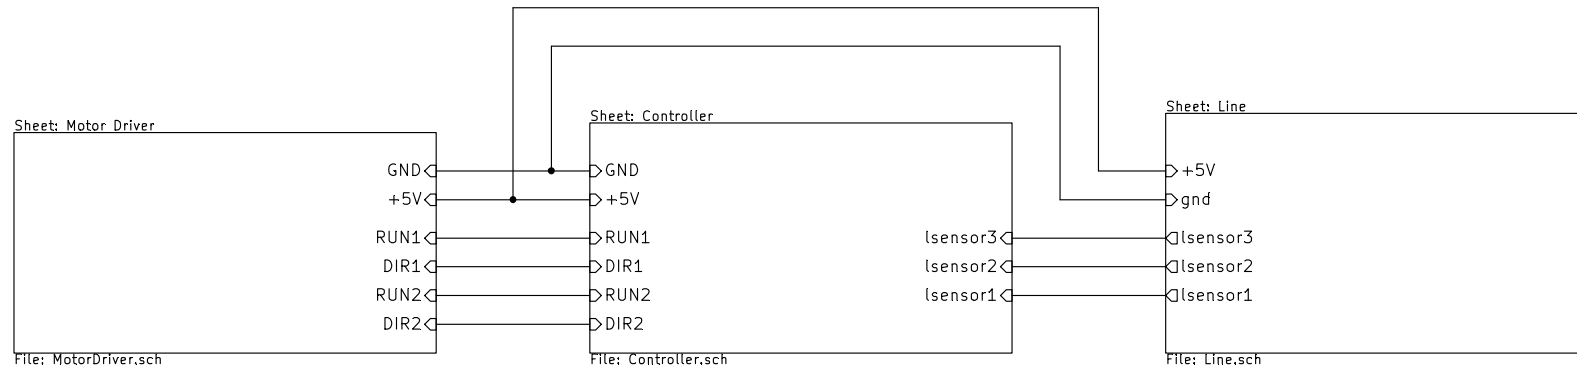 Sheet: Motor Driver
GND
+5V
RUN1
DIR1
RUN2
DIR2
File: MotorDriver.sch
Sheet: Controller
GND
+5V
RUN1
DIR1
RUN2
DIR2
lsensor3
lsensor2
lsensor1
File: Controller.sch
Sheet: Line
+5V
gnd
lsensor3
lsensor2
lsensor1
File: Line.sch